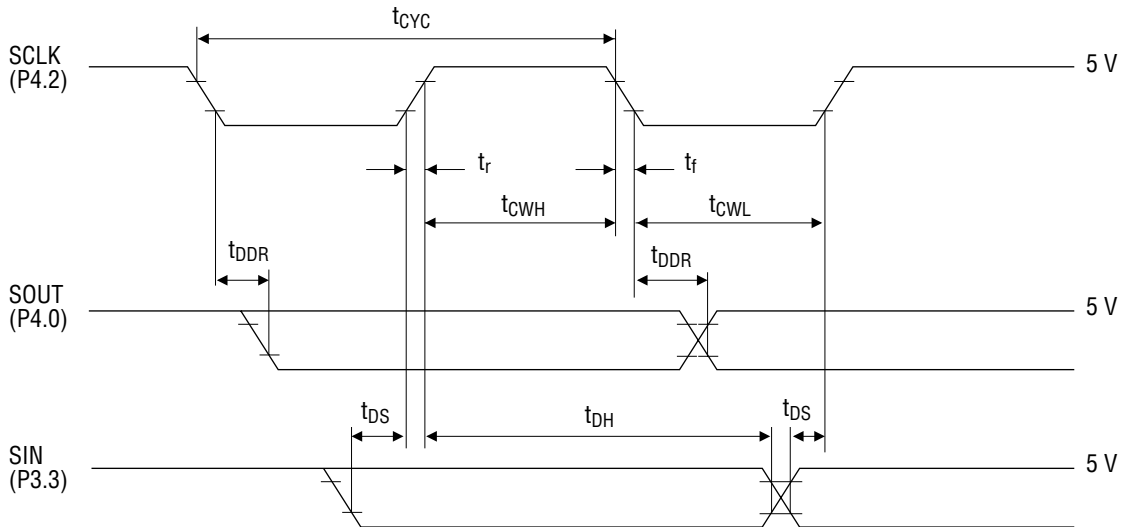 tCYC
SCLK
(P4.2)
5 V
tr
tf
tCWH
tCWL
tDDR
tDDR
SOUT
(P4.0)
5 V
tDS
tDH
tDS
SIN
(P3.3)
5 V